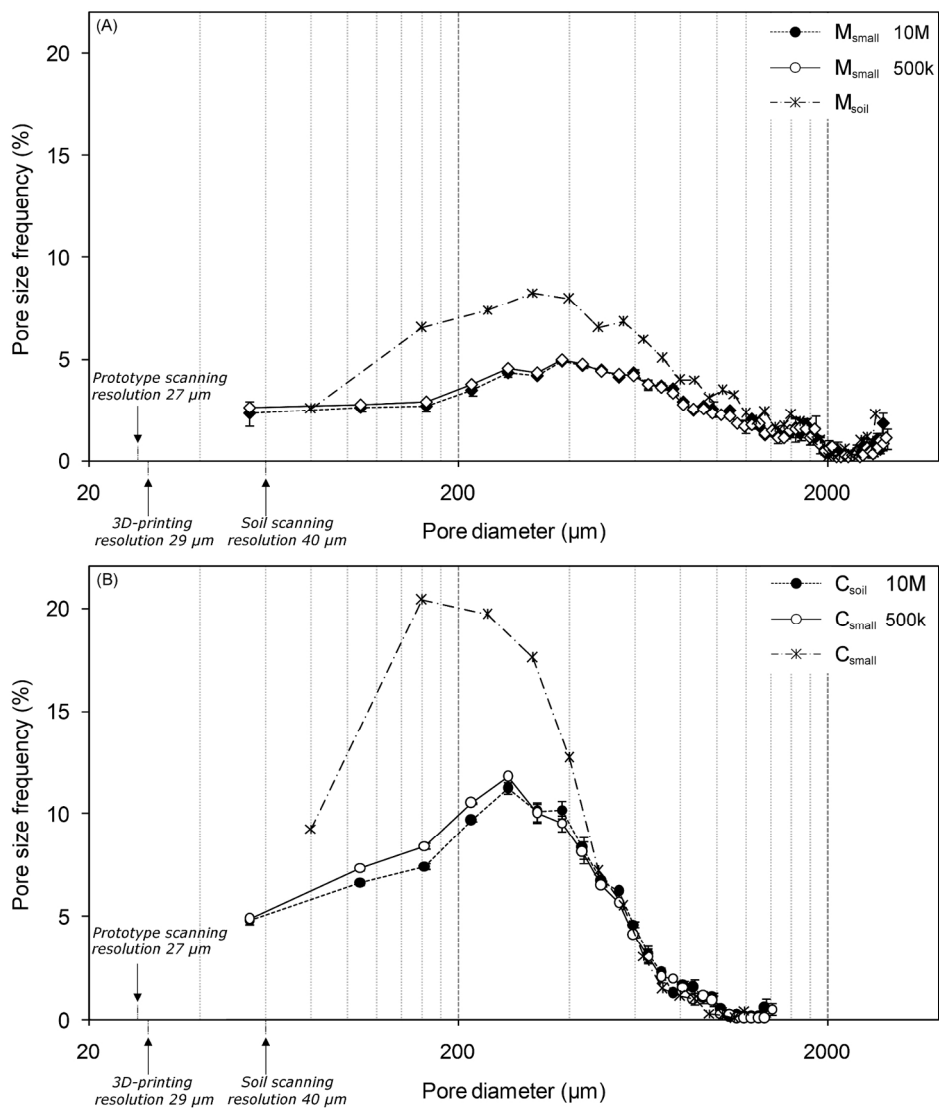 (A)
M_small 10M
M_small 500k
M_soil
Pore size frequency (%)
20
15
10
5
0
Prototype scanning
resolution 27 µm
20
200
2000
3D-printing
resolution 29 µm
Soil scanning
resolution 40 µm
Pore diameter (µm)
(B)
C_soil 10M
C_small 500k
C_small
Pore size frequency (%)
20
15
10
5
0
Prototype scanning
resolution 27 µm
20
200
2000
3D-printing
resolution 29 µm
Soil scanning
resolution 40 µm
Pore diameter (µm)